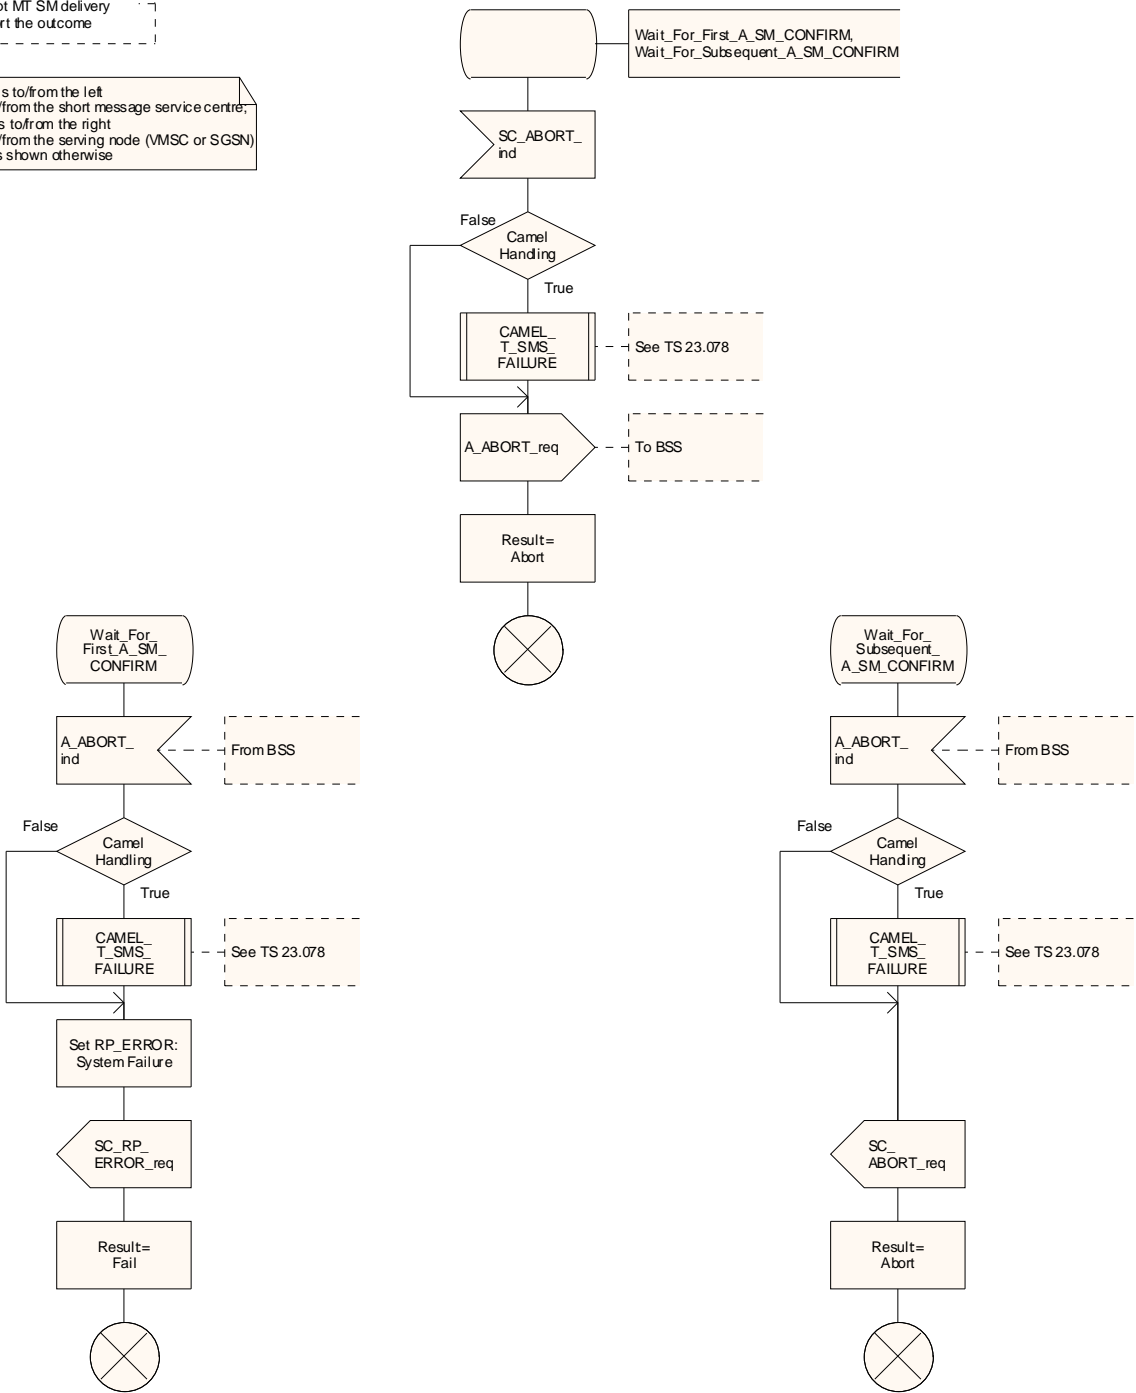 MT SM delivery
the outcome
s to/from the left
/from the short message service centre;
s to/from the right
/from the serving node (VMSC or SGSN)
shown otherwise
Wait_For_First_A_SM_CONFIRM,
Wait_For_Subsequent_A_SM_CONFIRM
SC_ABORT_
ind
False
Camel
Handling
True
CAMEL_
T_SMS_
FAILURE
See TS 23.078
A_ABORT_req
To BSS
Result=
Abort
Wait_For_
First_A_SM_
CONFIRM
A_ABORT_
ind
From BSS
False
Camel
Handling
True
CAMEL_
T_SMS_
FAILURE
See TS 23.078
Set RP_ERROR:
System Failure
SC_RP_
ERROR_req
Result=
Fail
Wait_For_
Subsequent_
A_SM_CONFIRM
A_ABORT_
ind
From BSS
False
Camel
Handling
True
CAMEL_
T_SMS_
FAILURE
See TS 23.078
SC_
ABORT_req
Result=
Abort